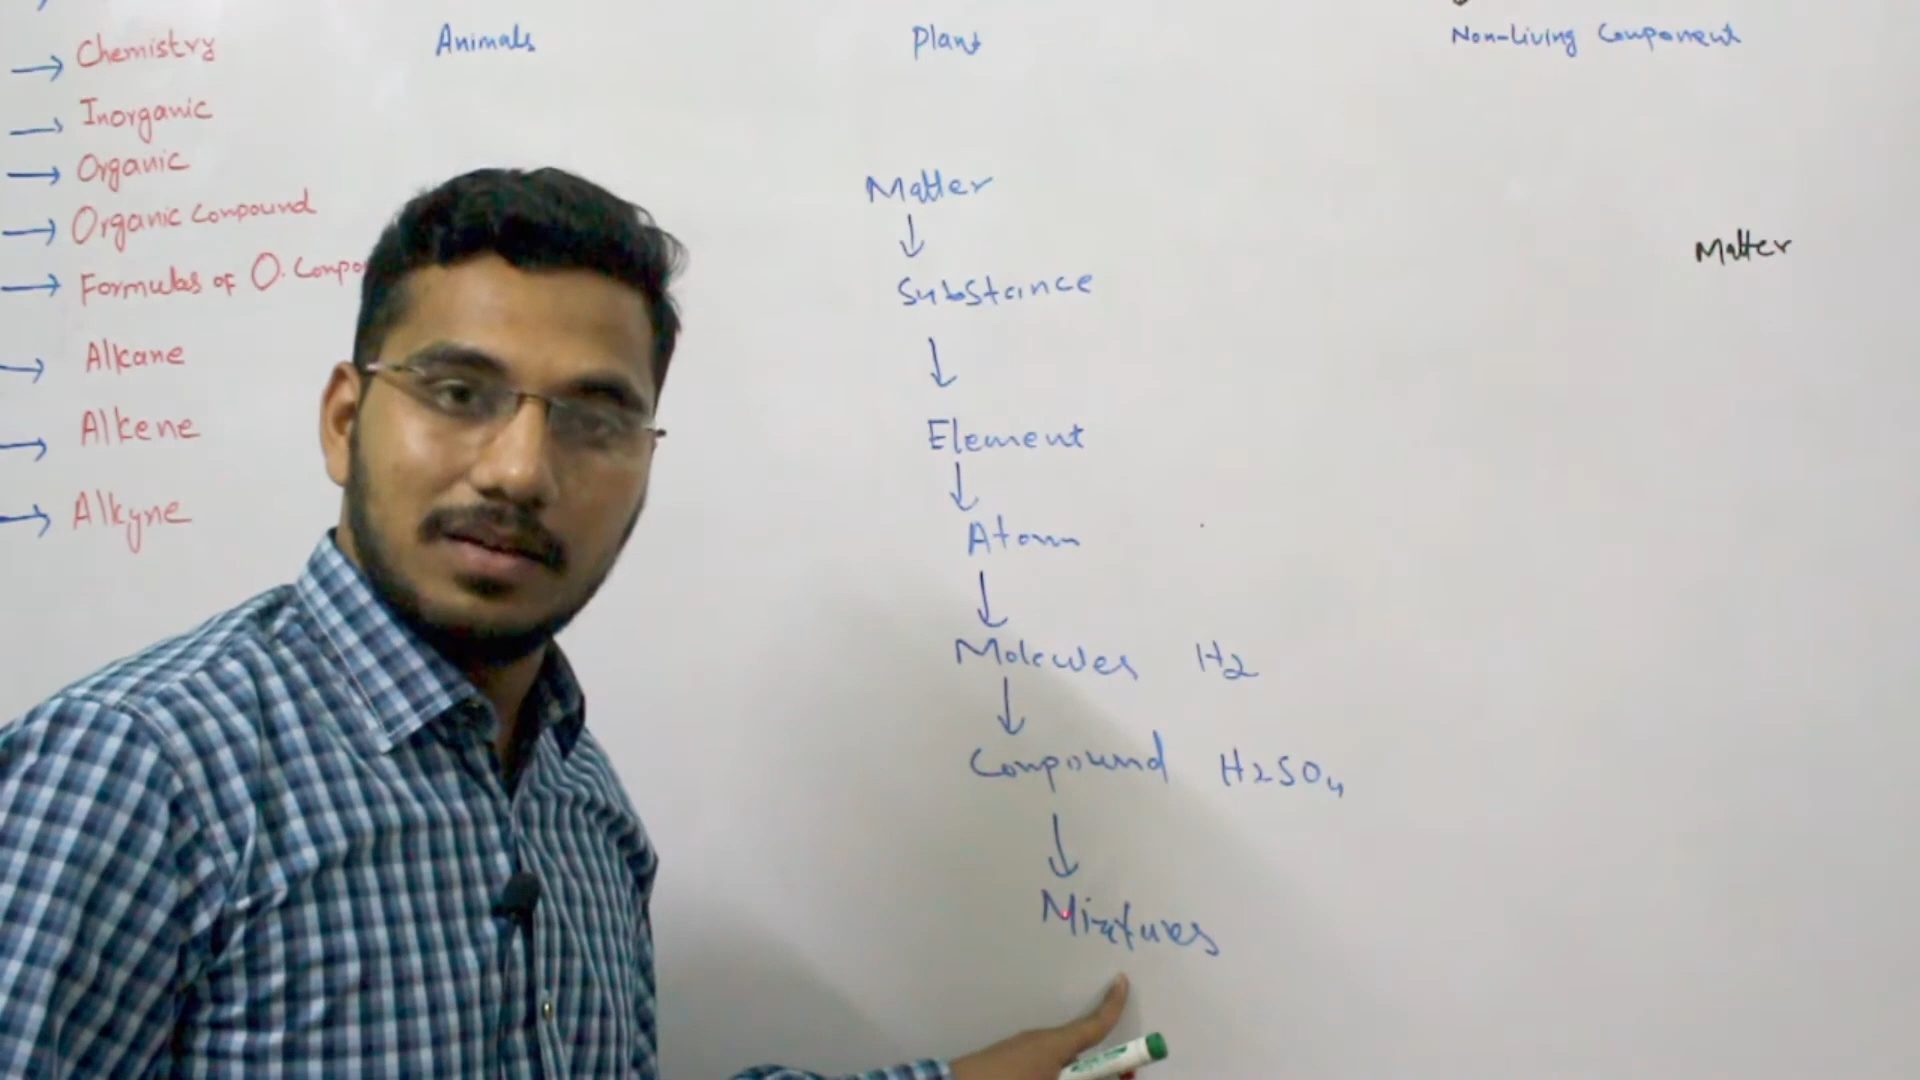 Chemistry
Inorganic
Organic
Organic Compound
Formulas of O. Compo
Alkane
Alkene
Alkyne
Animals
Plant
Non-Living Component
Matter
Substance
Element
Atom
Molecules H2
Compound H2SO4
Mixtures
Matter